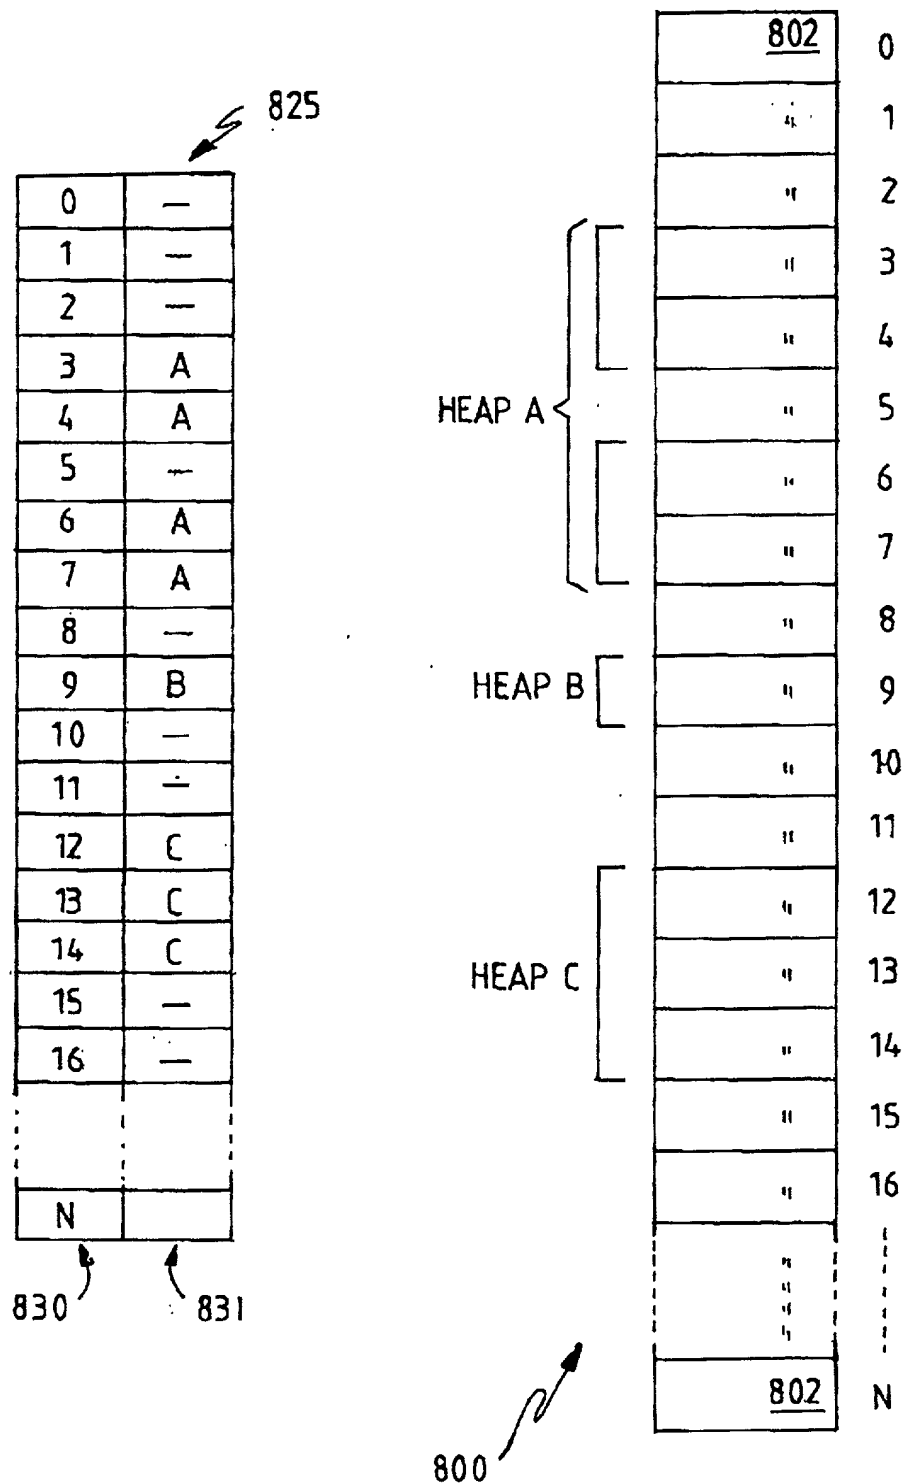 825
0 —
1 —
2 —
3 A
4 A
5 —
6 A
7 A
8 —
9 B
10 —
11 —
12 C
13 C
14 C
15 —
16 —
N
830 831
802 0
" 1
" 2
" 3
" 4
HEAP A " 5
" 6
" 7
" 8
HEAP B " 9
" 10
" 11
" 12
HEAP C " 13
" 14
" 15
" 16
"
"
"
"
802 N
800